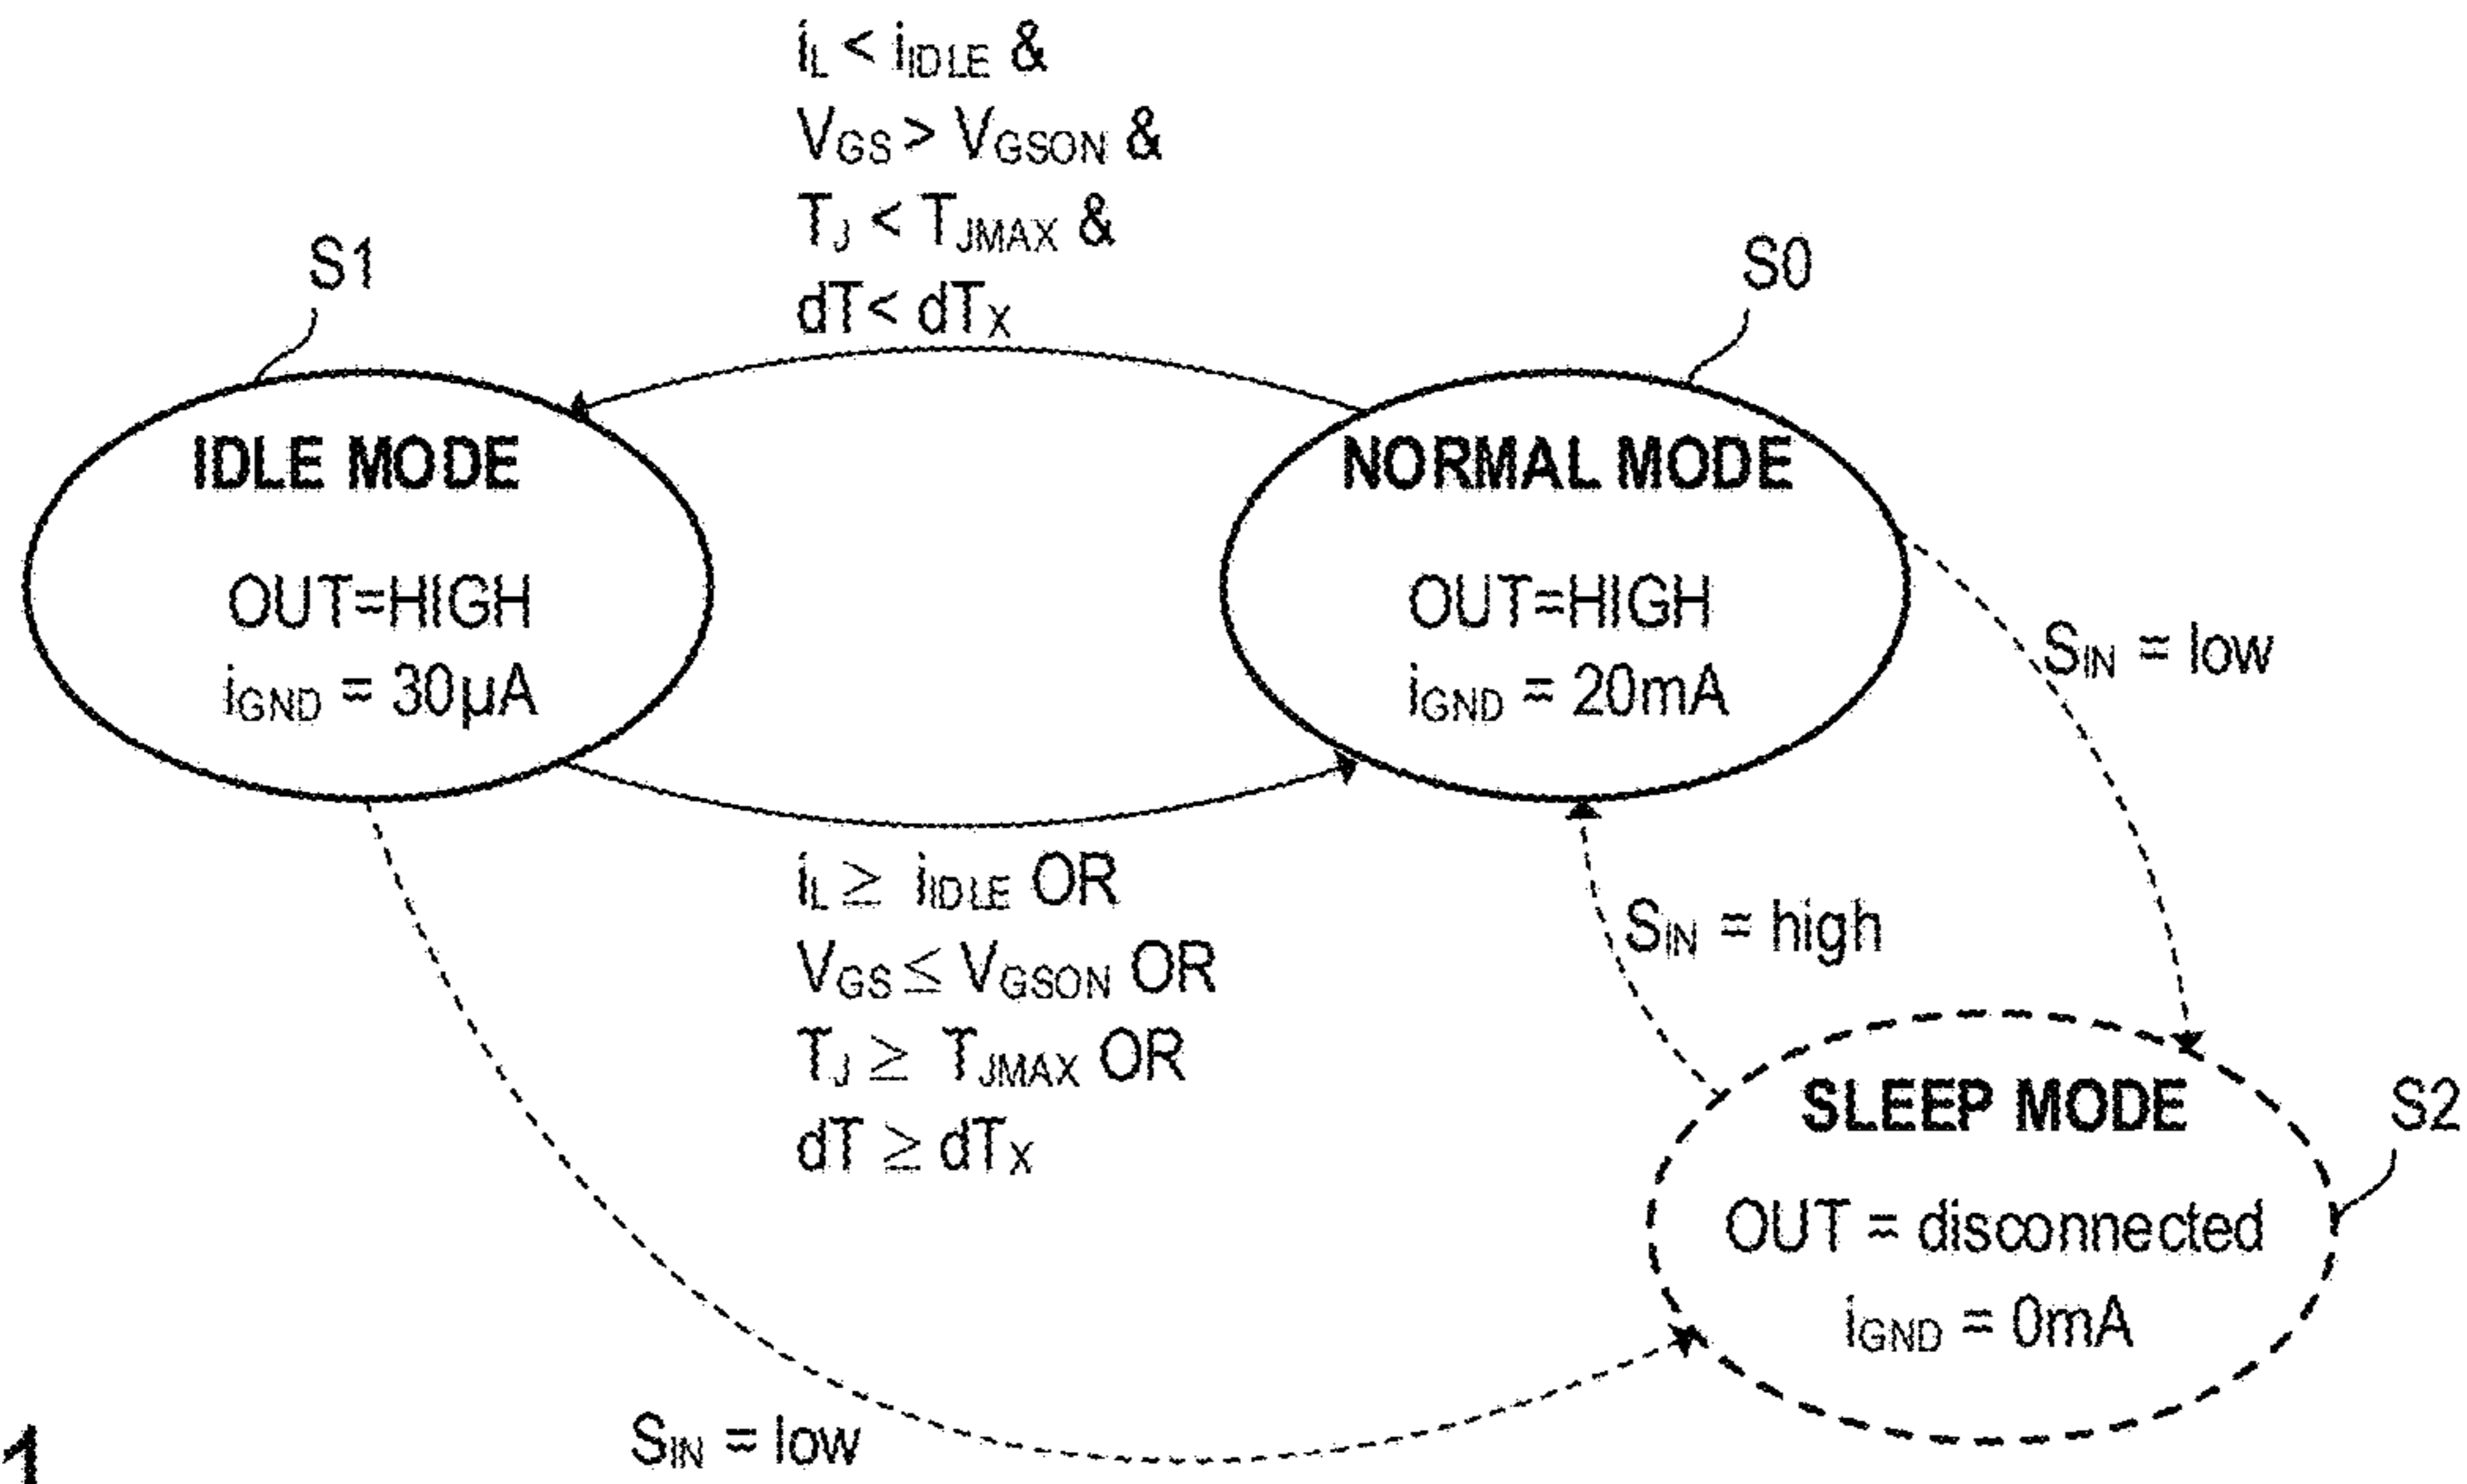 iL < iIDLE &
VGS > VGSON &
TJ < TJMAX &
dT < dTX
S1
S0
IDLE MODE
OUT=HIGH
iGND = 30µA
NORMAL MODE
OUT=HIGH
iGND = 20mA
SIN = low
iL ≥ iIDLE OR
VGS ≤ VGSON OR
TJ ≥ TJMAX OR
dT ≥ dTX
SIN = high
SLEEP MODE
OUT = disconnected
iGND = 0mA
S2
SIN = low
1